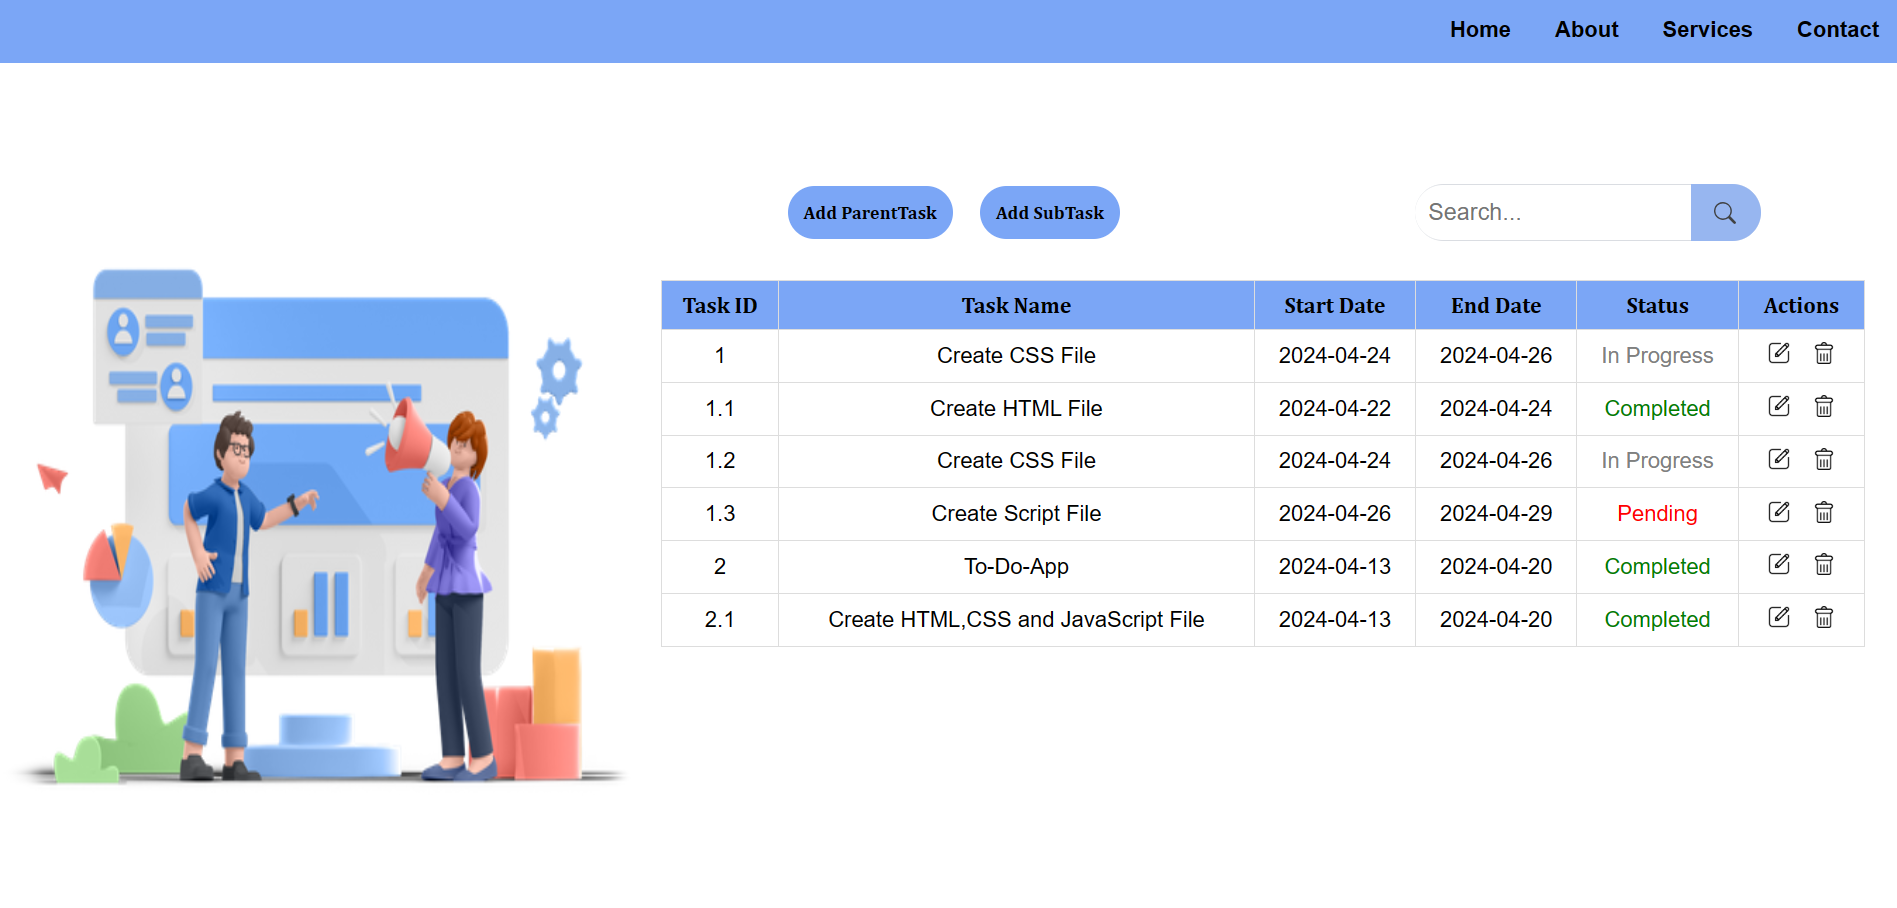 Home About Services Contact
Add ParentTask Add SubTask Search...
Task ID Task Name Start Date End Date Status Actions
1 Create CSS File 2024-04-24 2024-04-26 In Progress
1.1 Create HTML File 2024-04-22 2024-04-24 Completed
1.2 Create CSS File 2024-04-24 2024-04-26 In Progress
1.3 Create Script File 2024-04-26 2024-04-29 Pending
2 To-Do-App 2024-04-13 2024-04-20 Completed
2.1 Create HTML,CSS and JavaScript File 2024-04-13 2024-04-20 Completed